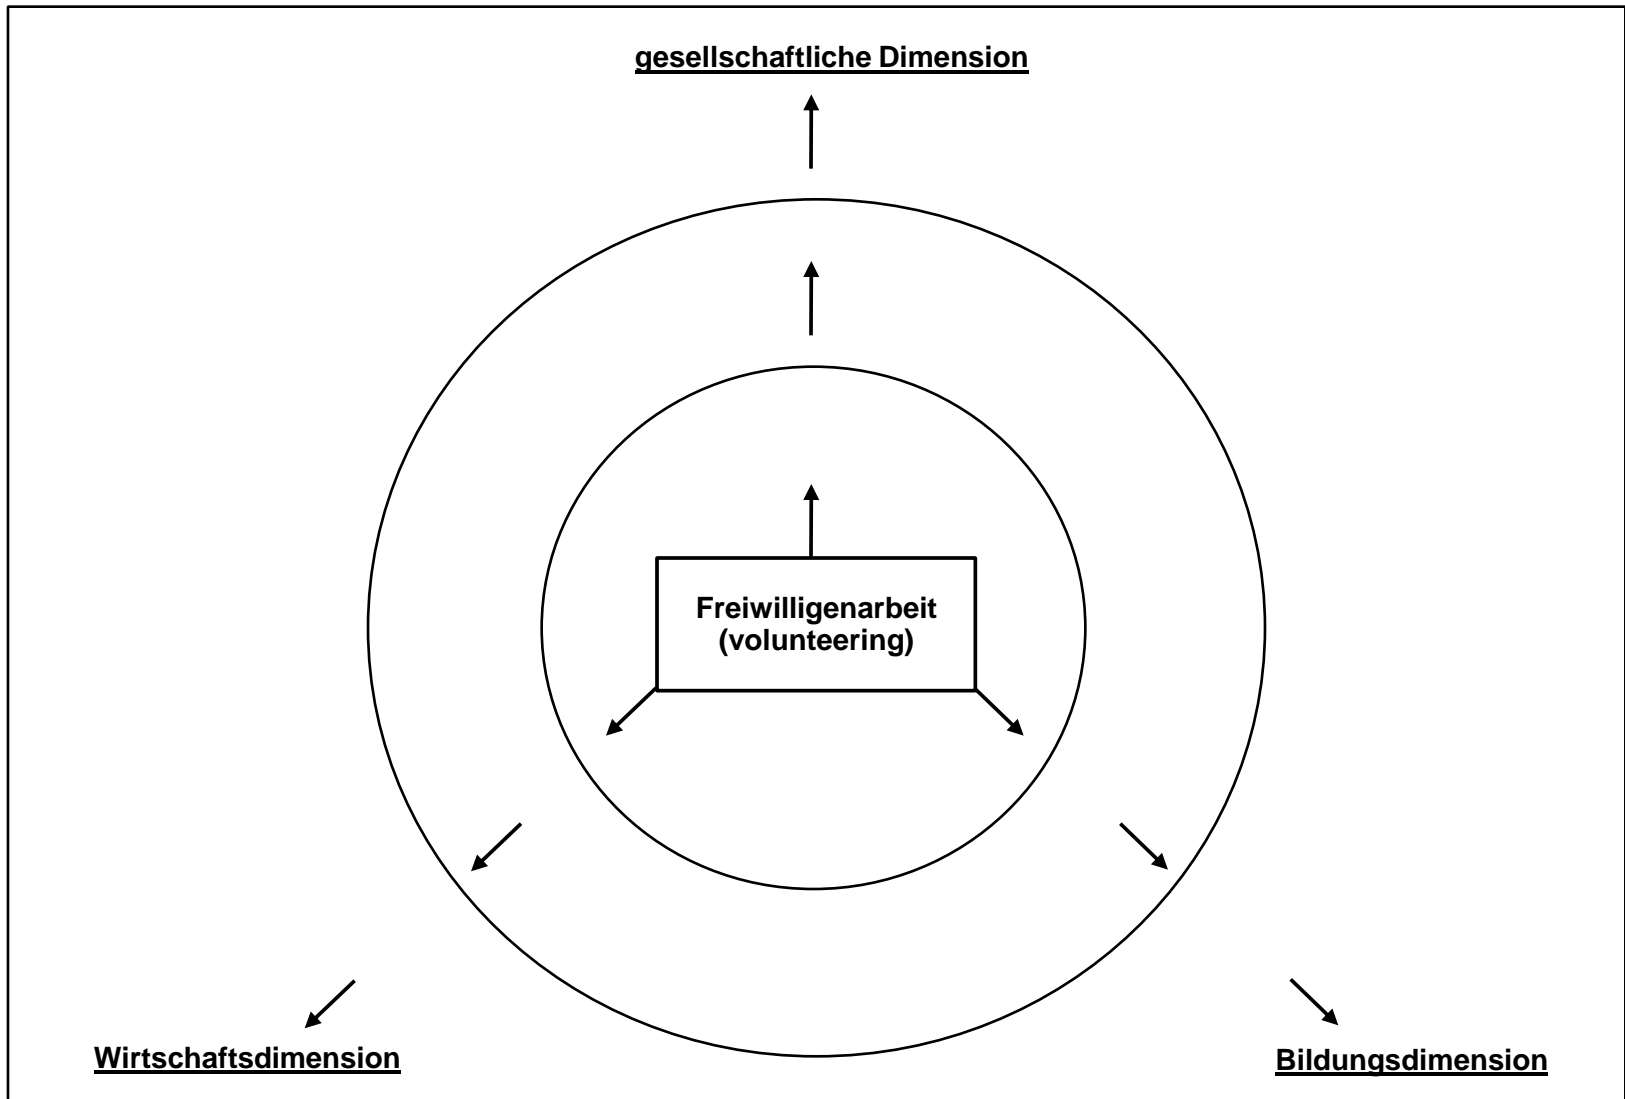 gesellschaftliche Dimension
Freiwilligenarbeit
(volunteering)
Wirtschaftsdimension
Bildungsdimension